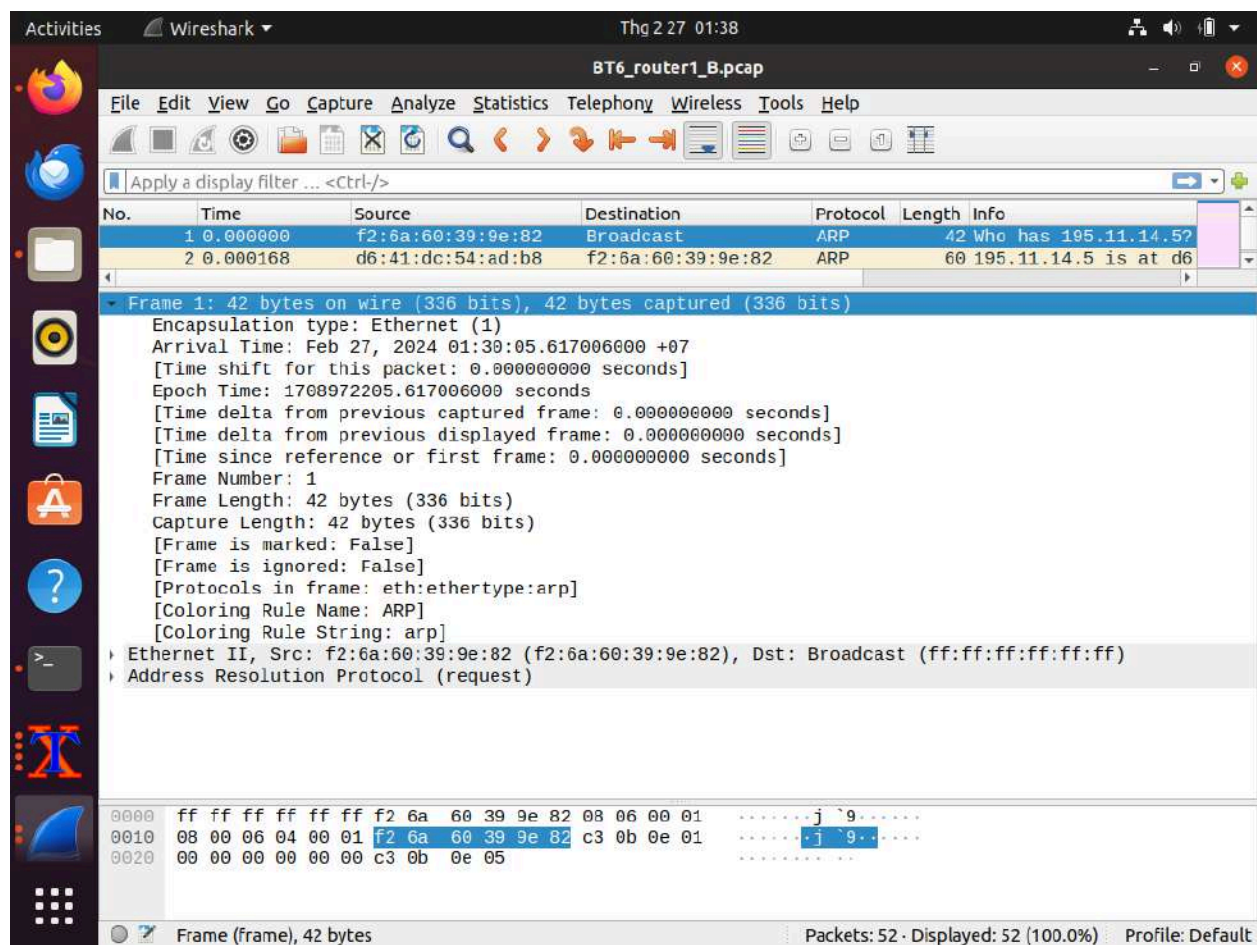 Activities Wireshark Thg 2 27 01:38
BT6_router1_B.pcap
File Edit View Go Capture Analyze Statistics Telephony Wireless Tools Help
Apply a display filter ... <Ctrl-/>
No. Time Source Destination Protocol Length Info
1 0.000000 f2:6a:60:39:9e:82 Broadcast ARP 42 Who has 195.11.14.5?
2 0.000168 d6:41:dc:54:ad:b8 f2:6a:60:39:9e:82 ARP 60 195.11.14.5 is at d6
Frame 1: 42 bytes on wire (336 bits), 42 bytes captured (336 bits)
Encapsulation type: Ethernet (1)
Arrival Time: Feb 27, 2024 01:30:05.617006000 +07
[Time shift for this packet: 0.000000000 seconds]
Epoch Time: 1708972205.617006000 seconds
[Time delta from previous captured frame: 0.000000000 seconds]
[Time delta from previous displayed frame: 0.000000000 seconds]
[Time since reference or first frame: 0.000000000 seconds]
Frame Number: 1
Frame Length: 42 bytes (336 bits)
Capture Length: 42 bytes (336 bits)
[Frame is marked: False]
[Frame is ignored: False]
[Protocols in frame: eth:ethertype:arp]
[Coloring Rule Name: ARP]
[Coloring Rule String: arp]
Ethernet II, Src: f2:6a:60:39:9e:82 (f2:6a:60:39:9e:82), Dst: Broadcast (ff:ff:ff:ff:ff:ff)
Address Resolution Protocol (request)
0000 ff ff ff ff ff ff f2 6a 60 39 9e 82 08 06 00 01 ·······j `9······
0010 08 00 06 04 00 01 f2 6a 60 39 9e 82 c3 0b 0e 01 ·······j `9······
0020 00 00 00 00 00 00 c3 0b 0e 05 ········ ··
Frame (frame), 42 bytes Packets: 52 · Displayed: 52 (100.0%) Profile: Default